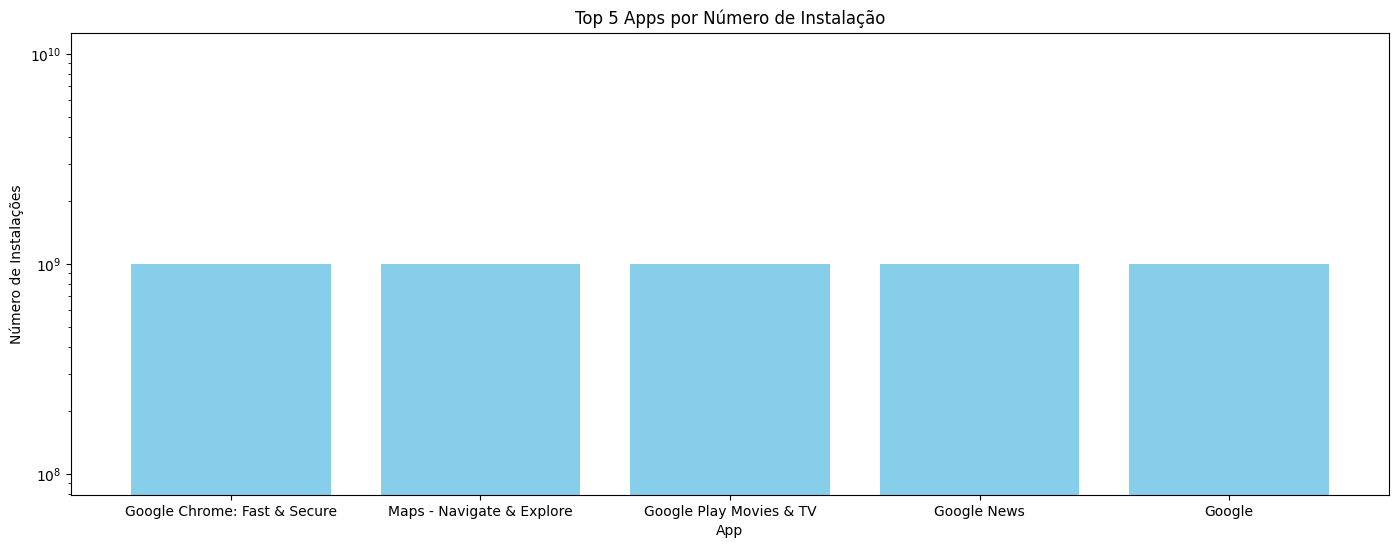 Top 5 Apps por Número de Instalação
Número de Instalações
10^10
10^9
10^8
Google Chrome: Fast & Secure
Maps - Navigate & Explore
Google Play Movies & TV
Google News
Google
App